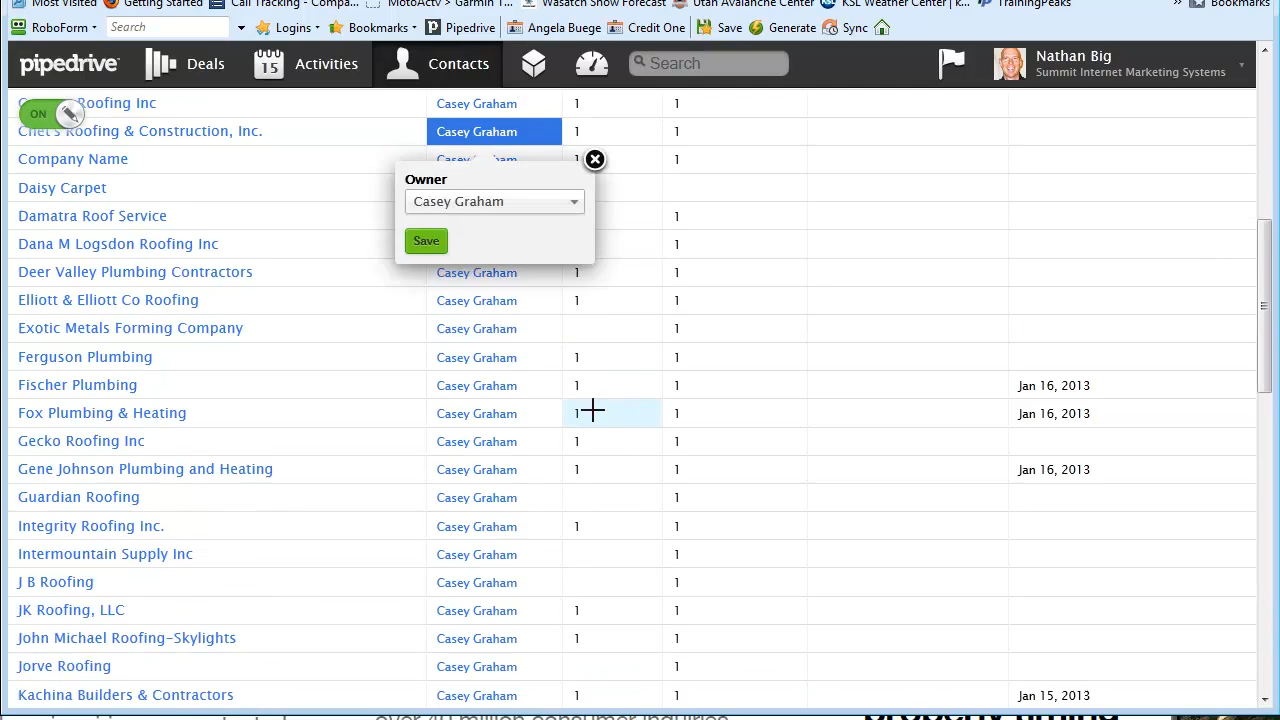 Most Visited Getting Started Call Tracking - Compa... MotoActv > Garmin T... Wasatch Show Forecast Utah Avalanche Center KSL Weather Center | k... TrainingPeaks » Bookmarks
RoboForm Search Logins Bookmarks Pipedrive Angela Buege Credit One Save Generate Sync
pipedrive Deals 15 Activities Contacts Search Nathan Big
Summit Internet Marketing Systems
Roofing Inc Casey Graham 1 1
ON
Chet's Roofing & Construction, Inc. Casey Graham 1 1
Company Name Casey Graham 1 1
Owner
Daisy Carpet
Casey Graham
Damatra Roof Service 1
Dana M Logsdon Roofing Inc 1
Save
Deer Valley Plumbing Contractors Casey Graham 1 1
Elliott & Elliott Co Roofing Casey Graham 1 1
Exotic Metals Forming Company Casey Graham 1
Ferguson Plumbing Casey Graham 1 1
Fischer Plumbing Casey Graham 1 1 Jan 16, 2013
Fox Plumbing & Heating Casey Graham 1 1 Jan 16, 2013
Gecko Roofing Inc Casey Graham 1 1
Gene Johnson Plumbing and Heating Casey Graham 1 1 Jan 16, 2013
Guardian Roofing Casey Graham 1
Integrity Roofing Inc. Casey Graham 1 1
Intermountain Supply Inc Casey Graham 1
J B Roofing Casey Graham 1
JK Roofing, LLC Casey Graham 1 1
John Michael Roofing-Skylights Casey Graham 1 1
Jorve Roofing Casey Graham 1
Kachina Builders & Contractors Casey Graham 1 1 Jan 15, 2013
over 40 million consumer inquiries